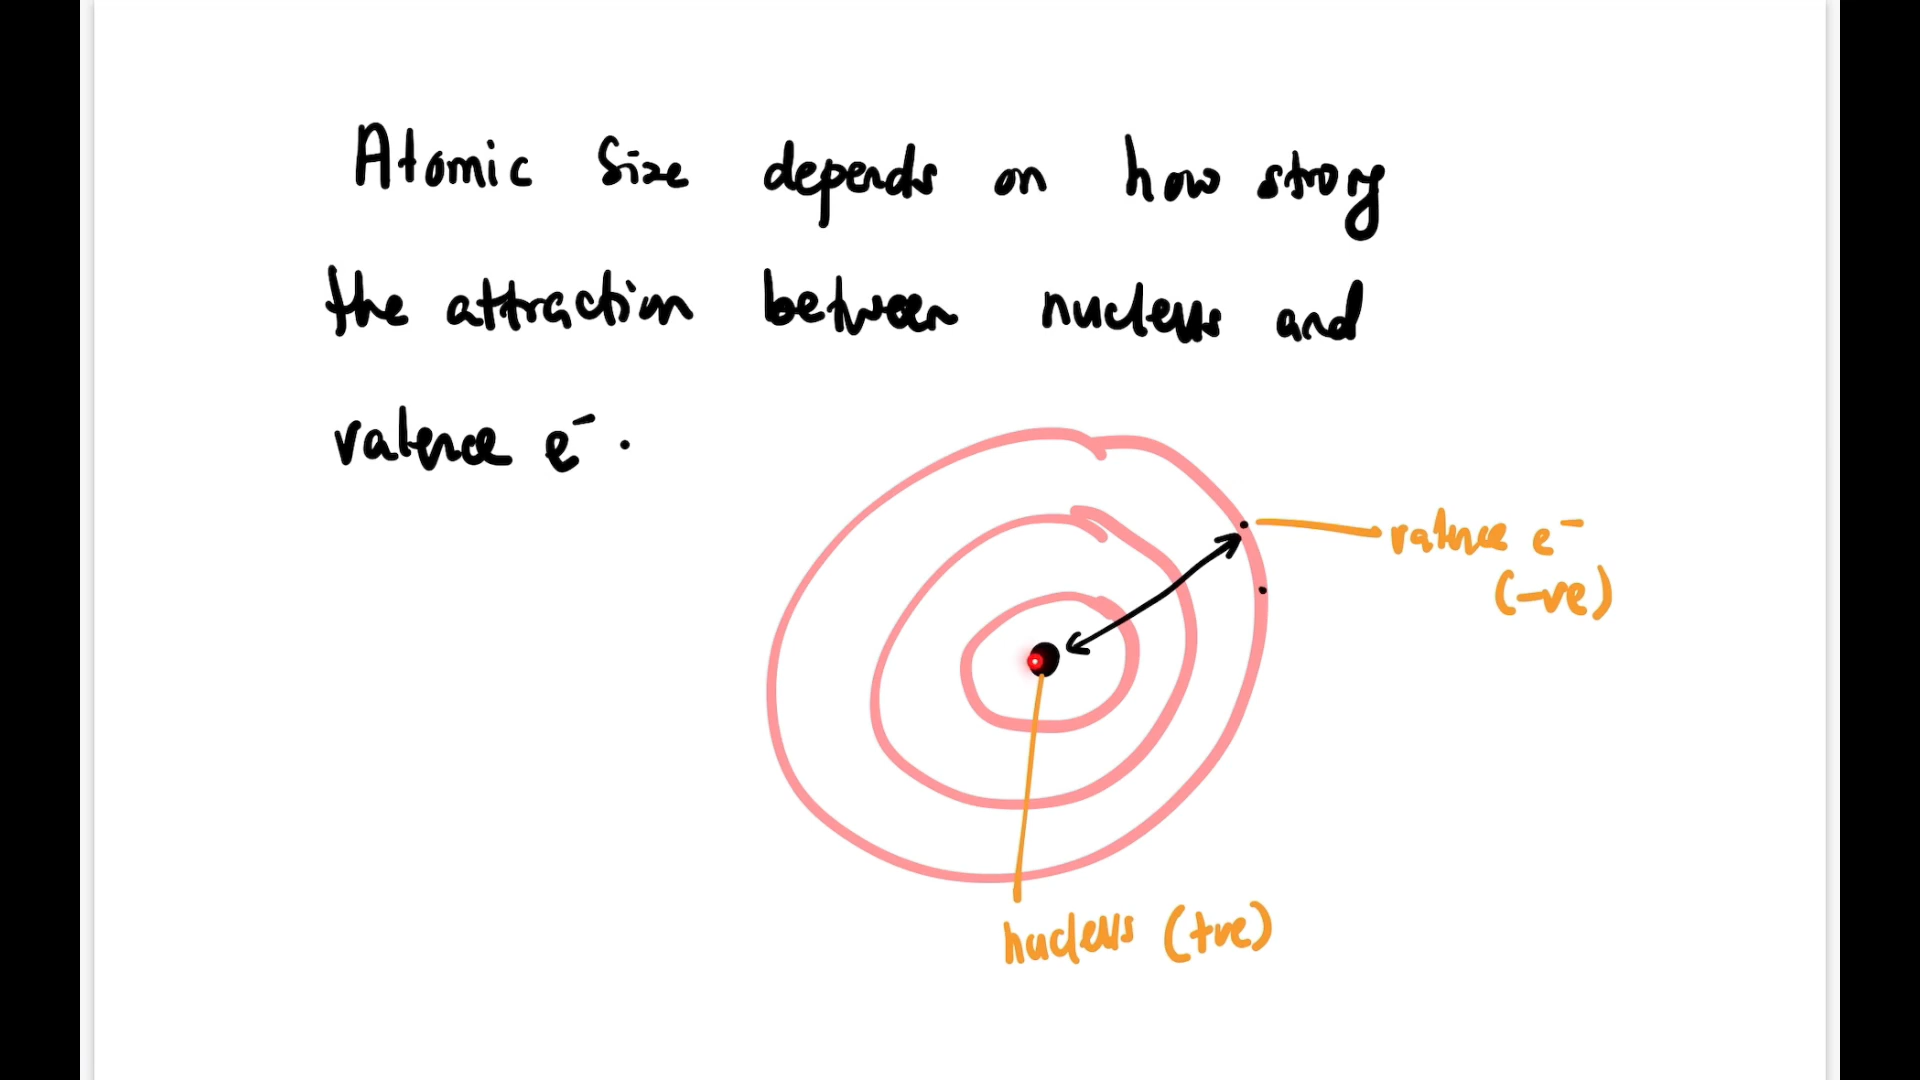 Atomic size depends on how strong
the attraction between nucleus and
valence e⁻.
valence e⁻
(-ve)
nucleus (+ve)